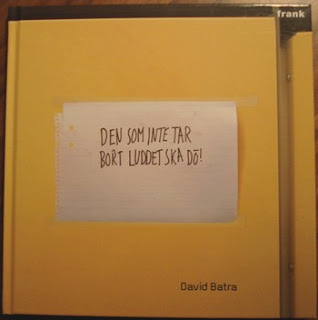 frank
DEN SOM INTE TAR
BORT LUDDET SKA DÖ!
David Batra